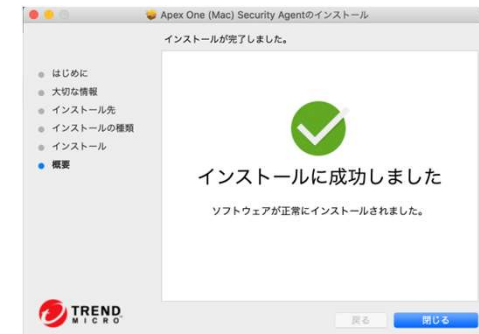 Apex One (Mac) Security Agentのインストール
インストールが完了しました。
はじめに
大切な情報
インストール先
インストールの種類
インストール
概要
インストールに成功しました
ソフトウェアが正常にインストールされました。
TREND
MICRO
戻る
閉じる